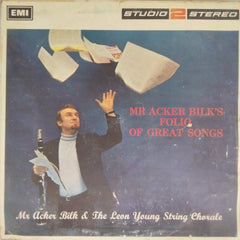 EMI
STUDIO 2 STEREO
MR ACKER BILK'S
FOLIO
OF GREAT SONGS
Mr Acker Bilk & The Leon Young String Chorale